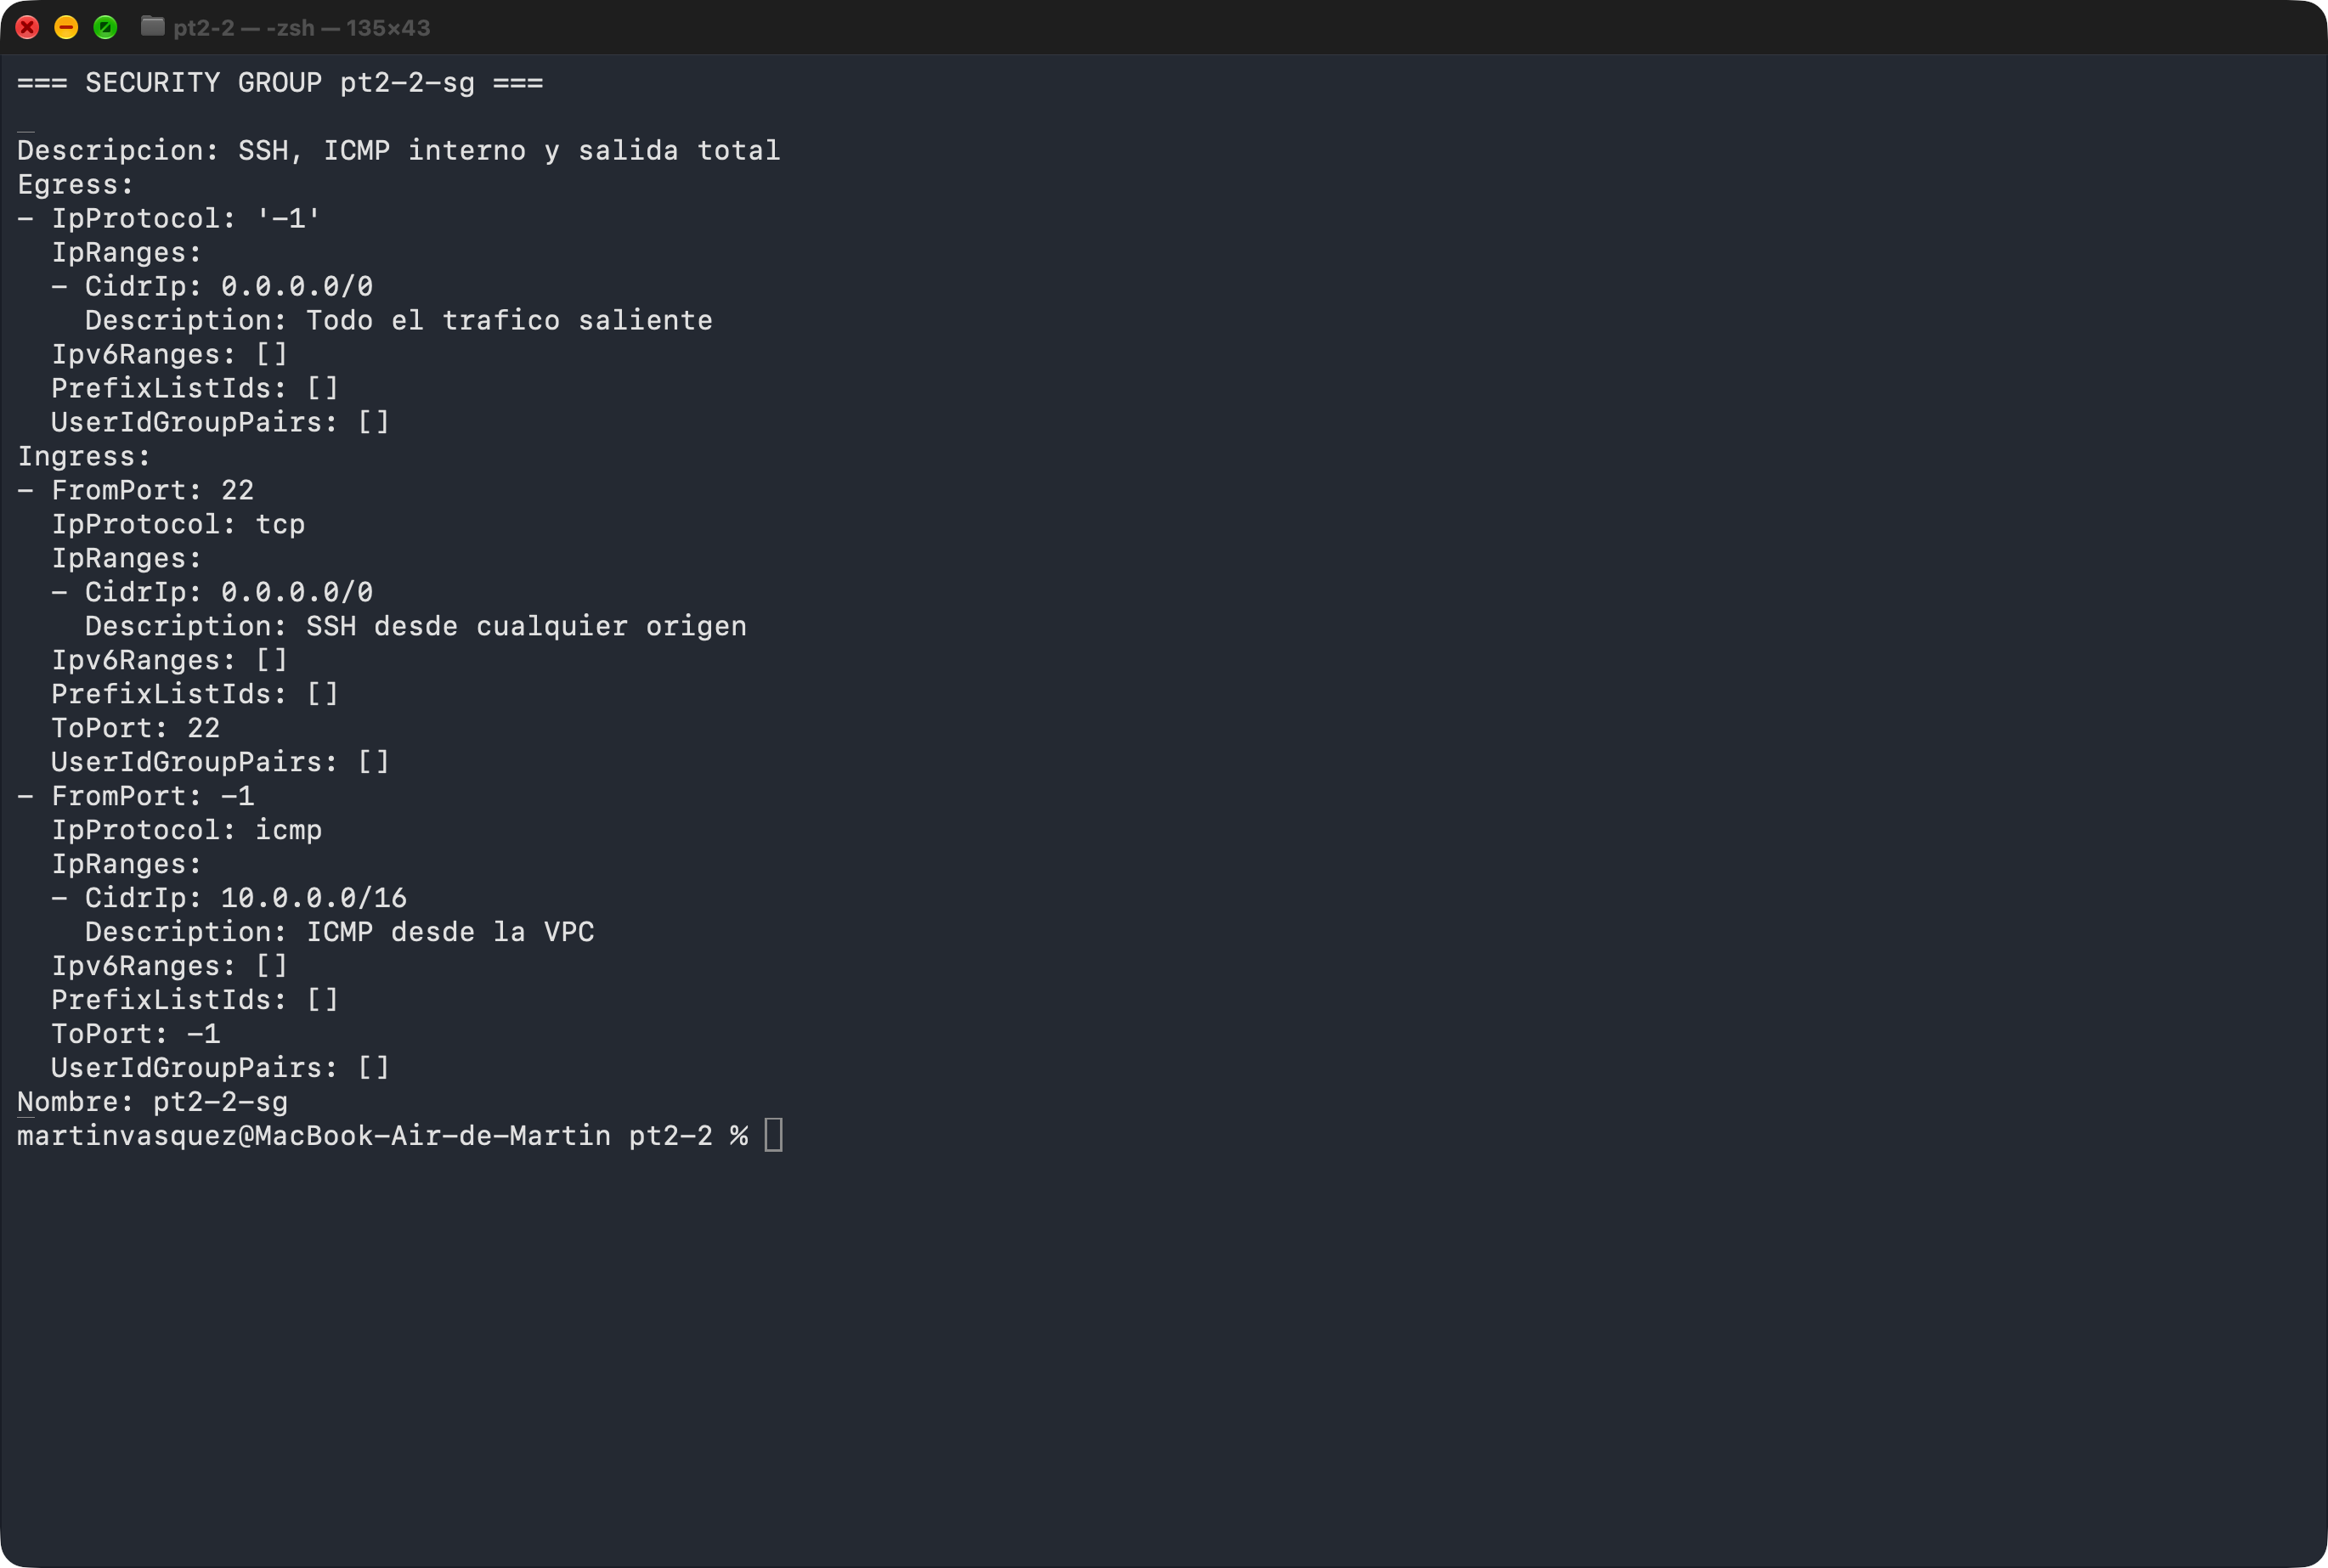 pt2-2 — -zsh — 135×43
=== SECURITY GROUP pt2-2-sg ===
Descripcion: SSH, ICMP interno y salida total
Egress:
- IpProtocol: '-1'
  IpRanges:
  - CidrIp: 0.0.0.0/0
    Description: Todo el trafico saliente
  Ipv6Ranges: []
  PrefixListIds: []
  UserIdGroupPairs: []
Ingress:
- FromPort: 22
  IpProtocol: tcp
  IpRanges:
  - CidrIp: 0.0.0.0/0
    Description: SSH desde cualquier origen
  Ipv6Ranges: []
  PrefixListIds: []
  ToPort: 22
  UserIdGroupPairs: []
- FromPort: -1
  IpProtocol: icmp
  IpRanges:
  - CidrIp: 10.0.0.0/16
    Description: ICMP desde la VPC
  Ipv6Ranges: []
  PrefixListIds: []
  ToPort: -1
  UserIdGroupPairs: []
Nombre: pt2-2-sg
martinvasquez@MacBook-Air-de-Martin pt2-2 %